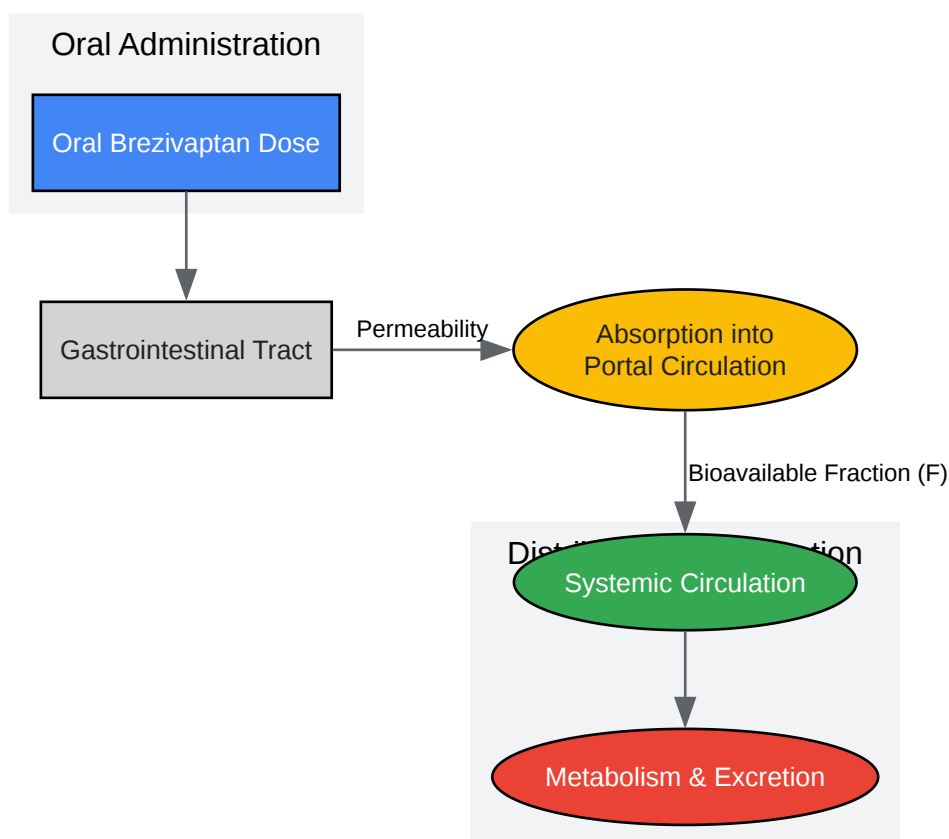 Oral Administration
Oral Brezivaptan Dose
Gastrointestinal Tract
Permeability
Absorption into
Portal Circulation
Bioavailable Fraction (F)
Systemic Circulation
Metabolism & Excretion